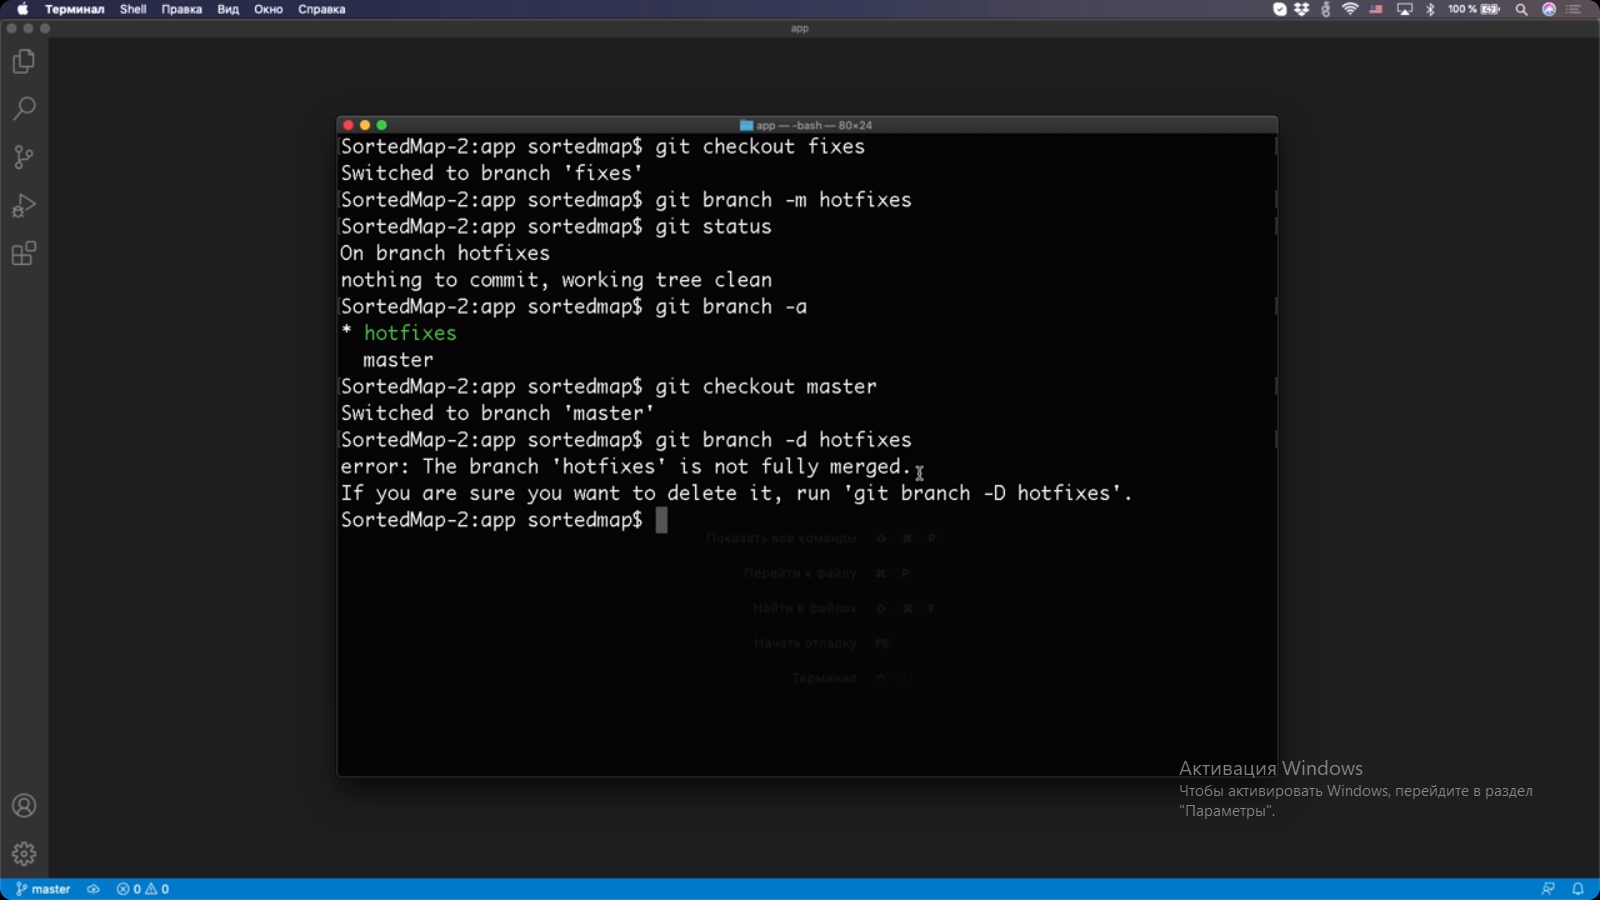 Терминал Shell Правка Вид Окно Справка 100 %
app
app — -bash — 80×24
SortedMap-2:app sortedmap$ git checkout fixes
Switched to branch 'fixes'
SortedMap-2:app sortedmap$ git branch -m hotfixes
SortedMap-2:app sortedmap$ git status
On branch hotfixes
nothing to commit, working tree clean
SortedMap-2:app sortedmap$ git branch -a
* hotfixes
master
SortedMap-2:app sortedmap$ git checkout master
Switched to branch 'master'
SortedMap-2:app sortedmap$ git branch -d hotfixes
error: The branch 'hotfixes' is not fully merged.
If you are sure you want to delete it, run 'git branch -D hotfixes'.
SortedMap-2:app sortedmap$
Показать все команды ⇧ ⌘ P
Перейти к файлу ⌘ P
Найти в файлах ⇧ ⌘ F
Начать отладку F5
Терминал
Активация Windows
Чтобы активировать Windows, перейдите в раздел
"Параметры".
master 0 0